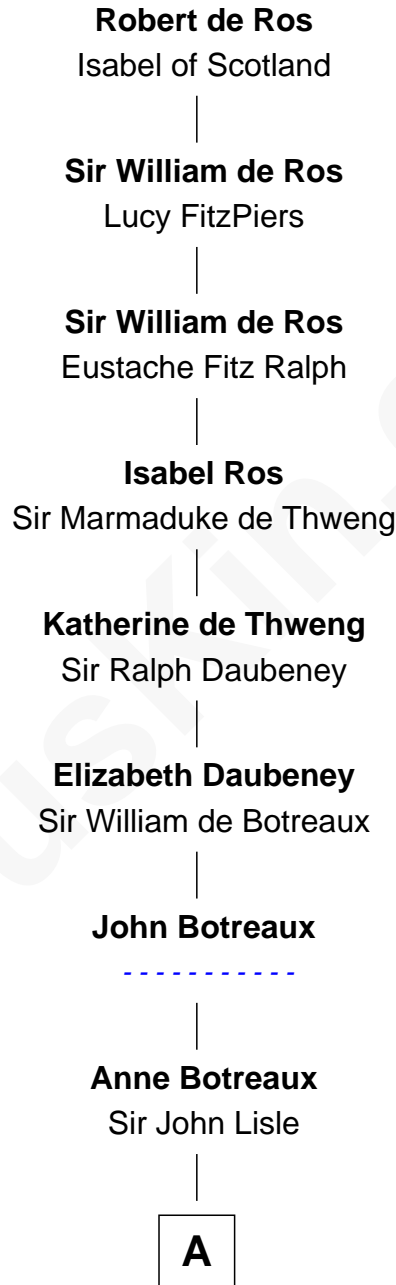 Robert de Ros
Isabel of Scotland
Sir William de Ros
Lucy FitzPiers
Sir William de Ros
Eustache Fitz Ralph
Isabel Ros
Sir Marmaduke de Thweng
Katherine de Thweng
Sir Ralph Daubeney
Elizabeth Daubeney
Sir William de Botreaux
John Botreaux
- - - - - - - - - - -
Anne Botreaux
Sir John Lisle
A